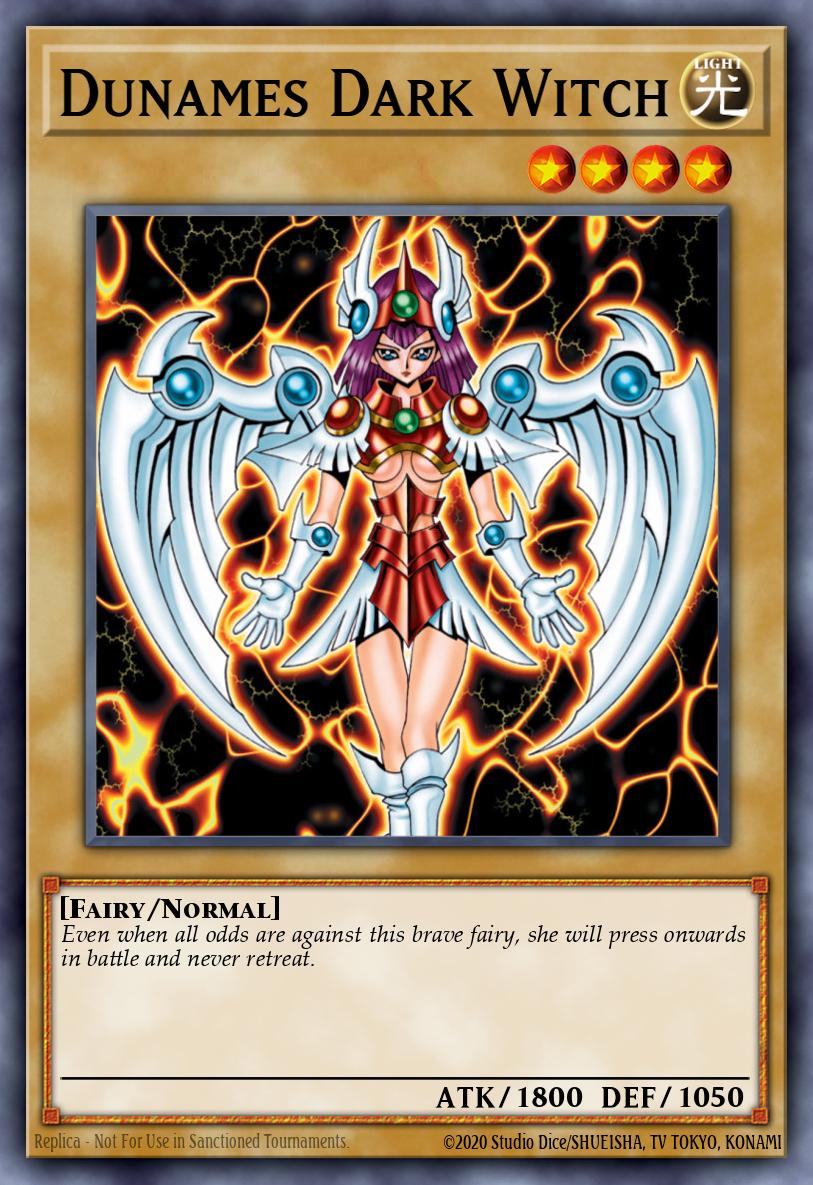 Dunames Dark Witch
LIGHT
光
[Fairy/Normal]
Even when all odds are against this brave fairy, she will press onwards
in battle and never retreat.
ATK/1800 DEF/1050
Replica - Not For Use in Sanctioned Tournaments.
©2020 Studio Dice/SHUEISHA, TV TOKYO, KONAMI